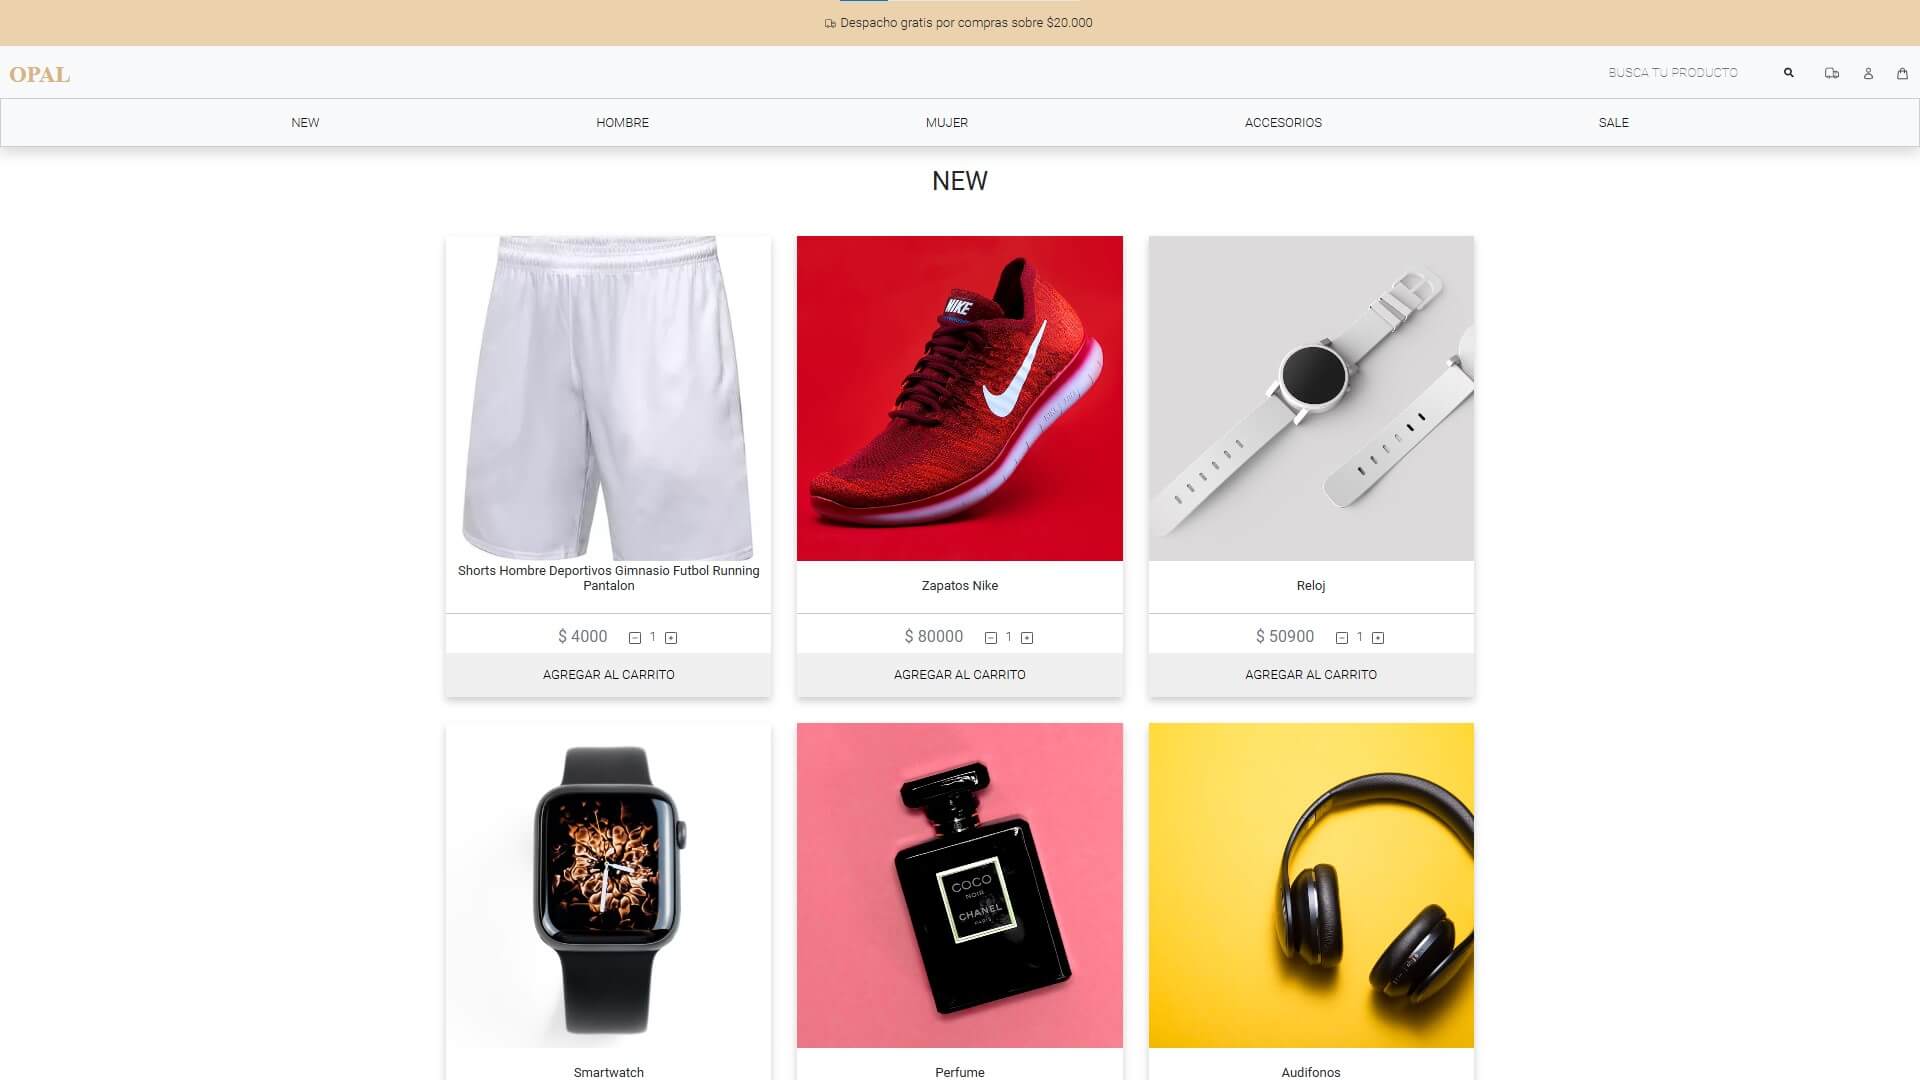 Despacho gratis por compras sobre $20.000
OPAL
BUSCA TU PRODUCTO
NEW
HOMBRE
MUJER
ACCESORIOS
SALE
NEW
NIKE
Shorts Hombre Deportivos Gimnasio Futbol Running
Pantalon
Zapatos Nike
Reloj
$ 4000
1
$ 80000
1
$ 50900
1
AGREGAR AL CARRITO
AGREGAR AL CARRITO
AGREGAR AL CARRITO
COCO
NOIR
CHANEL
PARIS
Smartwatch
Perfume
Audifonos